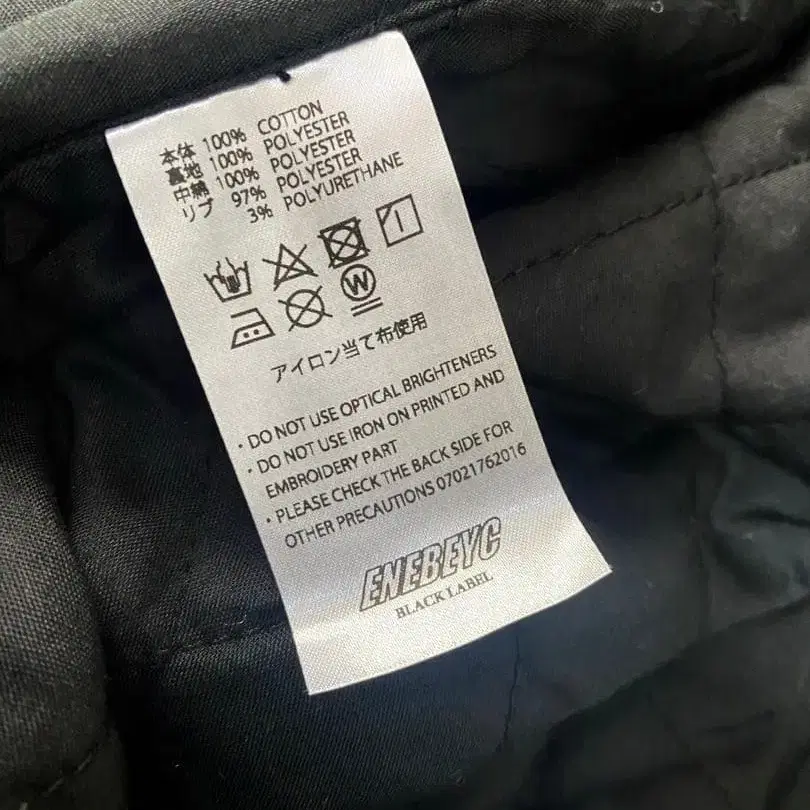 本体 100% COTTON
裏地 100% POLYESTER
中綿 100% POLYESTER
リブ 97% POLYESTER
3% POLYURETHANE
W
アイロン当て布使用
・DO NOT USE OPTICAL BRIGHTENERS
・DO NOT USE IRON ON PRINTED AND
EMBROIDERY PART
・PLEASE CHECK THE BACK SIDE FOR
OTHER PRECAUTIONS 07021762016
ENEBEYC
BLACK LABEL